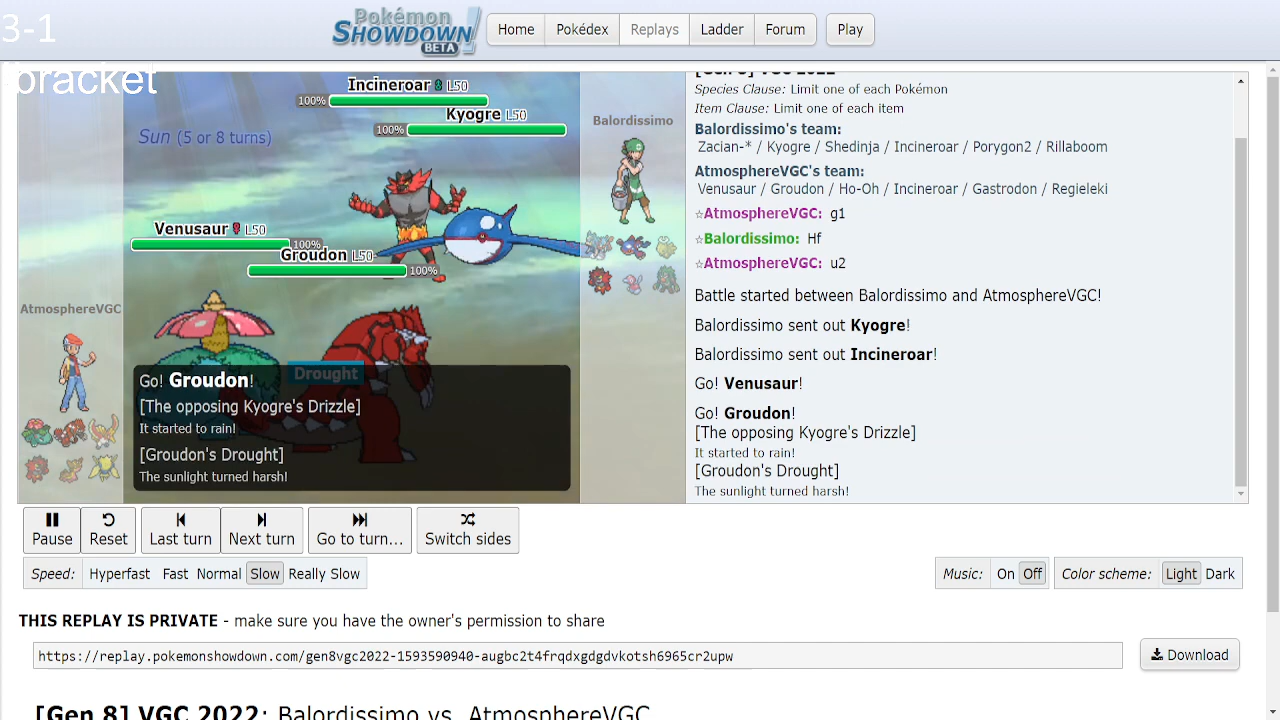 3-1
bracket
Pokémon
SHOWDOWN!
BETA
Home
Pokédex
Replays
Ladder
Forum
Play
Incineroar L50
100%
Kyogre L50
100%
Sun (5 or 8 turns)
Venusaur L50
100%
Groudon L50
100%
AtmosphereVGC
Balordissimo
Drought
Go! Groudon!
[The opposing Kyogre's Drizzle]
It started to rain!
[Groudon's Drought]
The sunlight turned harsh!
[Gen 8] VGC 2022
Species Clause: Limit one of each Pokémon
Item Clause: Limit one of each item
Balordissimo's team:
Zacian-* / Kyogre / Shedinja / Incineroar / Porygon2 / Rillaboom
AtmosphereVGC's team:
Venusaur / Groudon / Ho-Oh / Incineroar / Gastrodon / Regieleki
☆AtmosphereVGC: g1
☆Balordissimo: Hf
☆AtmosphereVGC: u2
Battle started between Balordissimo and AtmosphereVGC!
Balordissimo sent out Kyogre!
Balordissimo sent out Incineroar!
Go! Venusaur!
Go! Groudon!
[The opposing Kyogre's Drizzle]
It started to rain!
[Groudon's Drought]
The sunlight turned harsh!
Pause
Reset
Last turn
Next turn
Go to turn...
Switch sides
Speed: Hyperfast Fast Normal Slow Really Slow
Music: On Off
Color scheme: Light Dark
THIS REPLAY IS PRIVATE - make sure you have the owner's permission to share
https://replay.pokemonshowdown.com/gen8vgc2022-1593590940-augbc2t4frqdxgdgdvkotsh6965cr2upw
Download
[Gen 8] VGC 2022: Balordissimo vs. AtmosphereVGC